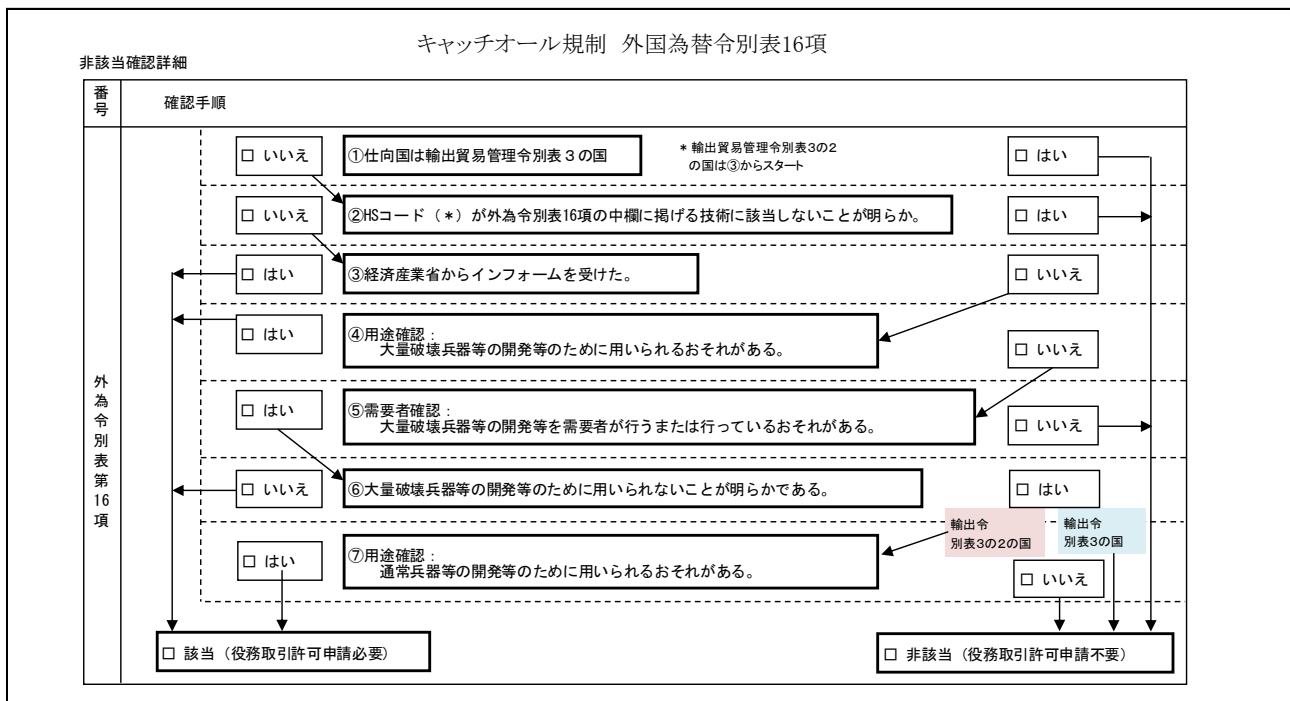 キャッチオール規制 外国為替令別表16項
非該当確認詳細
番号
確認手順
外為令別表第16項
□ いいえ
①仕向国は輸出貿易管理令別表３の国
* 輸出貿易管理令別表3の2
の国は③からスタート
□ はい
□ いいえ
②HSコード（*）が外為令別表16項の中欄に掲げる技術に該当しないことが明らか。
□ はい
□ はい
③経済産業省からインフォームを受けた。
□ いいえ
□ はい
④用途確認：
大量破壊兵器等の開発等のために用いられるおそれがある。
□ いいえ
□ はい
⑤需要者確認：
大量破壊兵器等の開発等を需要者が行うまたは行っているおそれがある。
□ いいえ
□ いいえ
⑥大量破壊兵器等の開発等のために用いられないことが明らかである。
□ はい
輸出令
別表3の2の国
輸出令
別表3の国
□ はい
⑦用途確認：
通常兵器等の開発等のために用いられるおそれがある。
□ いいえ
□ 該当（役務取引許可申請必要）
□ 非該当（役務取引許可申請不要）